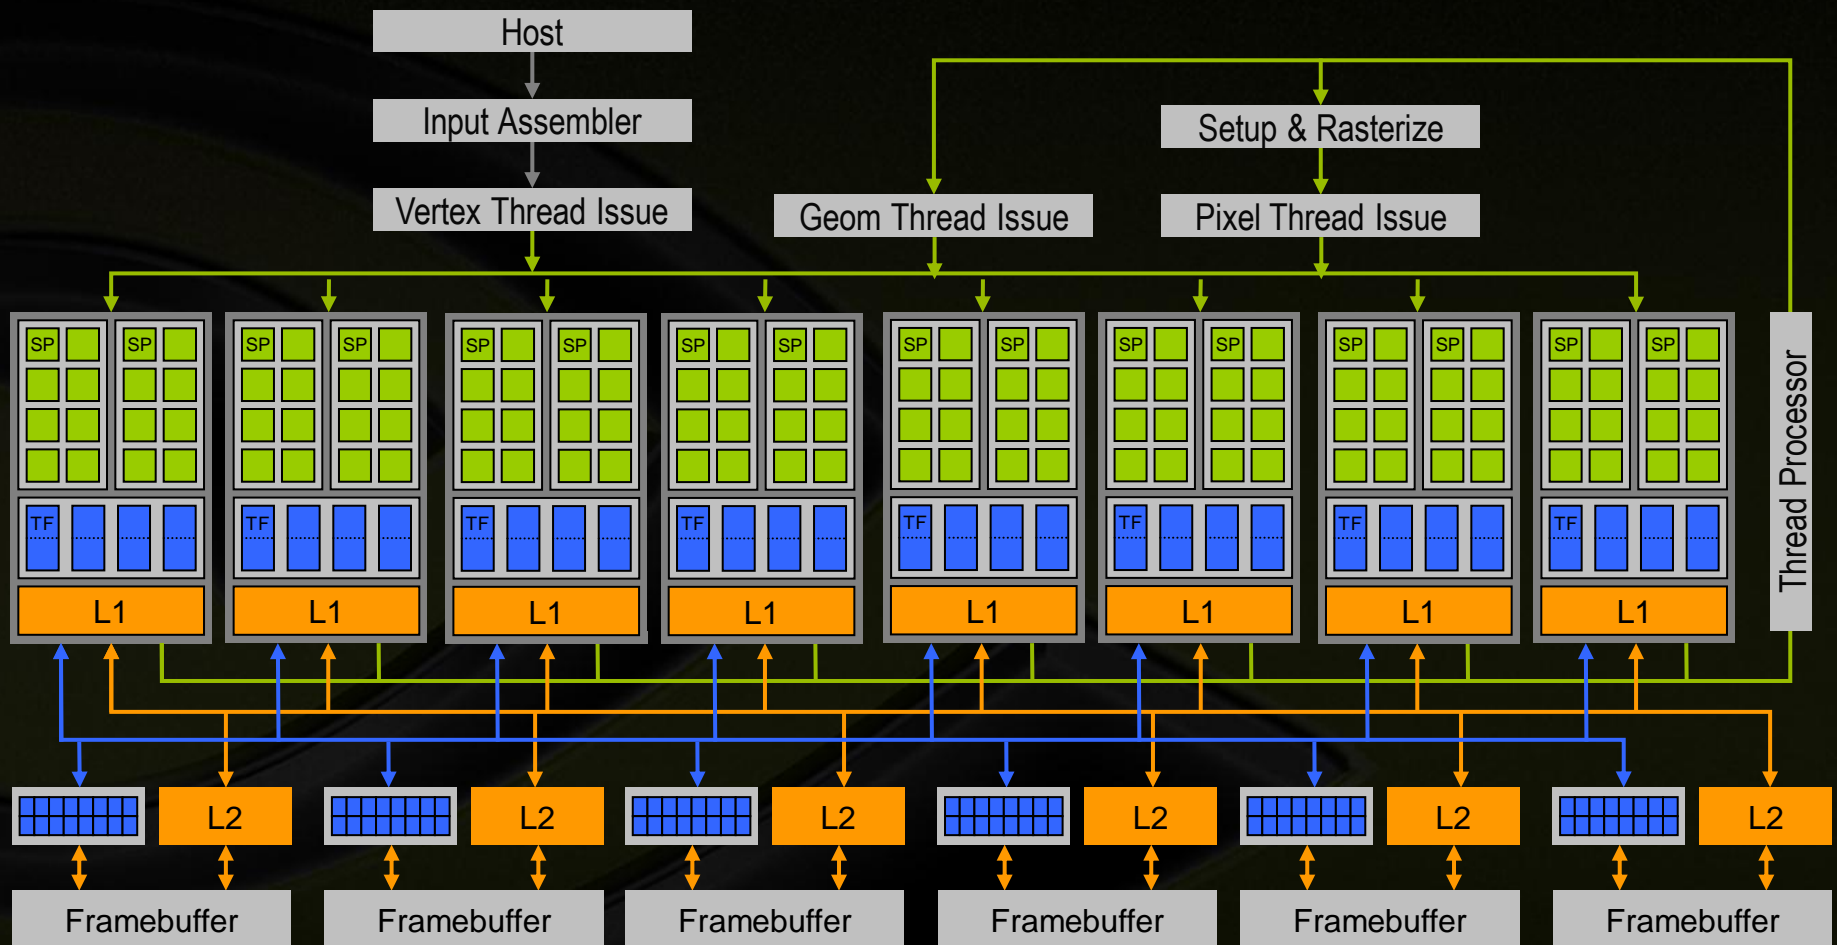 Host
Input Assembler
Setup & Rasterize
Vertex Thread Issue
Geom Thread Issue
Pixel Thread Issue
SP SP SP SP SP SP SP SP SP SP SP SP SP SP SP SP
Thread Processor
TF TF TF TF TF TF TF TF
L1 L1 L1 L1 L1 L1 L1 L1
L2 L2 L2 L2 L2 L2
Framebuffer Framebuffer Framebuffer Framebuffer Framebuffer Framebuffer